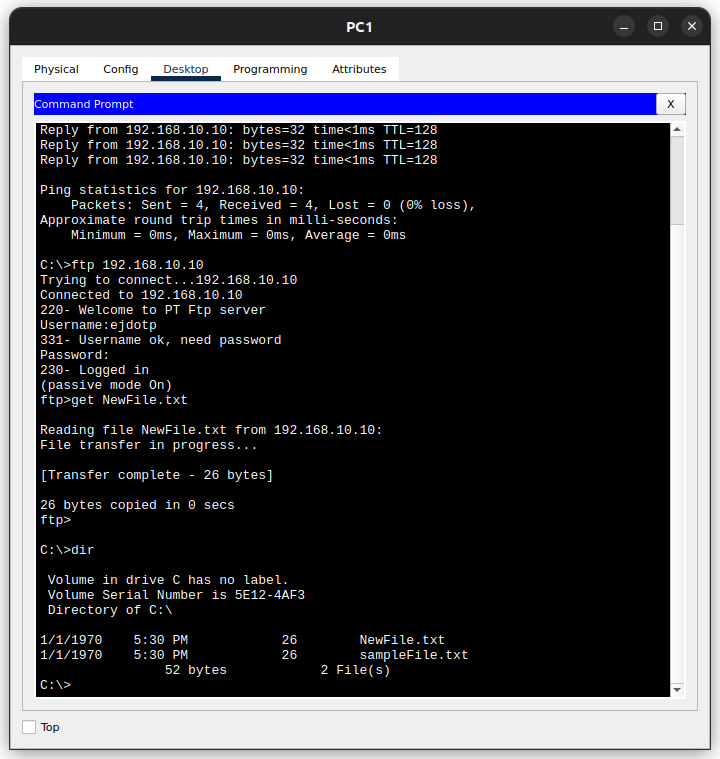 PC1
Physical Config Desktop Programming Attributes
Command Prompt X
Reply from 192.168.10.10: bytes=32 time<1ms TTL=128
Reply from 192.168.10.10: bytes=32 time<1ms TTL=128
Reply from 192.168.10.10: bytes=32 time<1ms TTL=128
Ping statistics for 192.168.10.10:
    Packets: Sent = 4, Received = 4, Lost = 0 (0% loss),
Approximate round trip times in milli-seconds:
    Minimum = 0ms, Maximum = 0ms, Average = 0ms
C:\>ftp 192.168.10.10
Trying to connect...192.168.10.10
Connected to 192.168.10.10
220- Welcome to PT Ftp server
Username:ejdotp
331- Username ok, need password
Password:
230- Logged in
(passive mode On)
ftp>get NewFile.txt
Reading file NewFile.txt from 192.168.10.10:
File transfer in progress...
[Transfer complete - 26 bytes]
26 bytes copied in 0 secs
ftp>
C:\>dir
 Volume in drive C has no label.
 Volume Serial Number is 5E12-4AF3
 Directory of C:\
1/1/1970    5:30 PM            26        NewFile.txt
1/1/1970    5:30 PM            26        sampleFile.txt
                52 bytes            2 File(s)
C:\>
Top